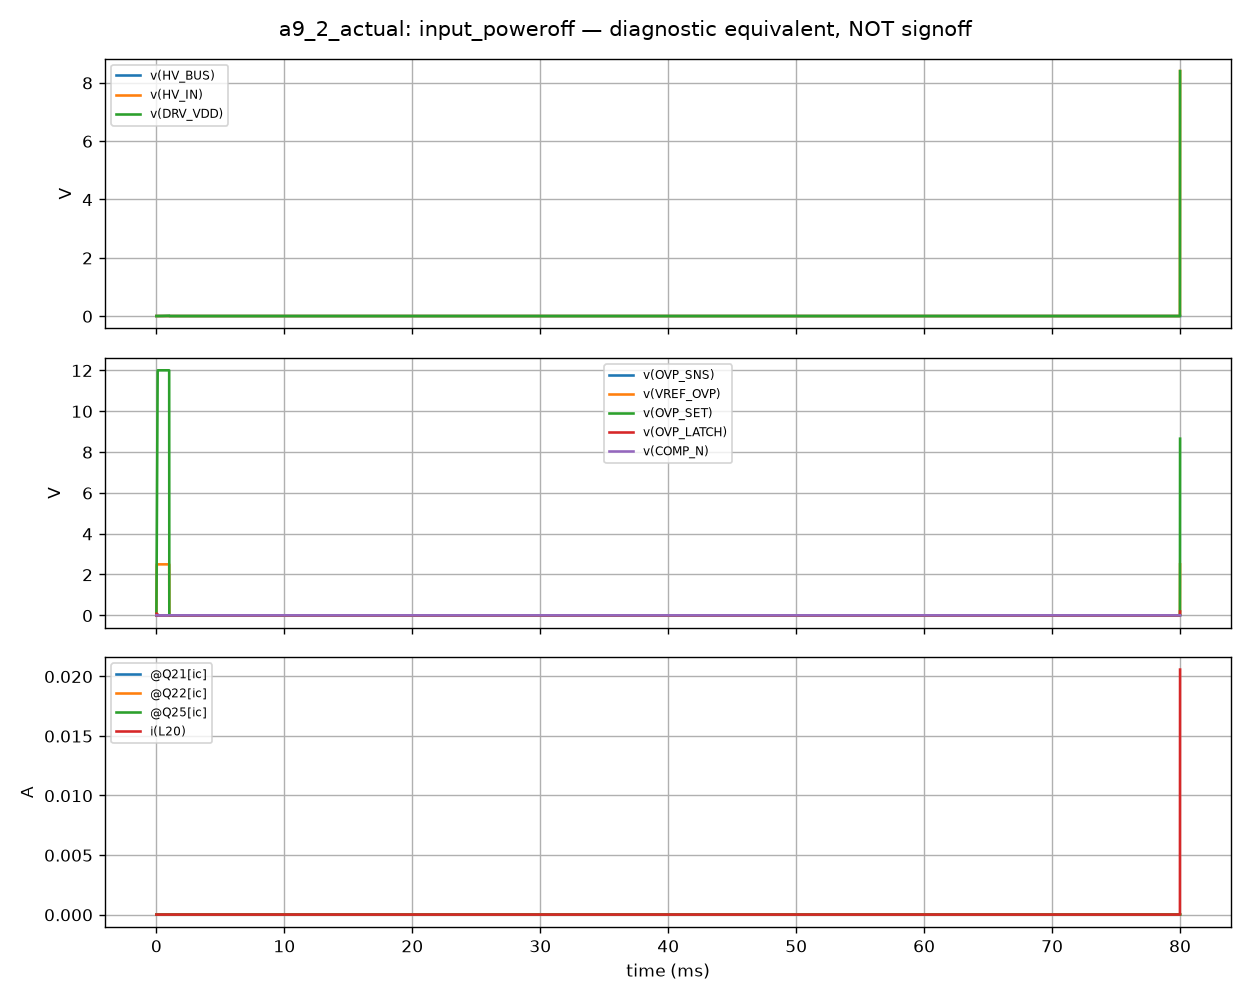 a9_2_actual: input_poweroff — diagnostic equivalent, NOT signoff
v(HV_BUS)
v(HV_IN)
v(DRV_VDD)
8
6
4
2
0
V
v(OVP_SNS)
v(VREF_OVP)
v(OVP_SET)
v(OVP_LATCH)
v(COMP_N)
12
10
8
6
4
2
0
V
@Q21[ic]
@Q22[ic]
@Q25[ic]
i(L20)
0.020
0.015
0.010
0.005
0.000
A
0 10 20 30 40 50 60 70 80
time (ms)